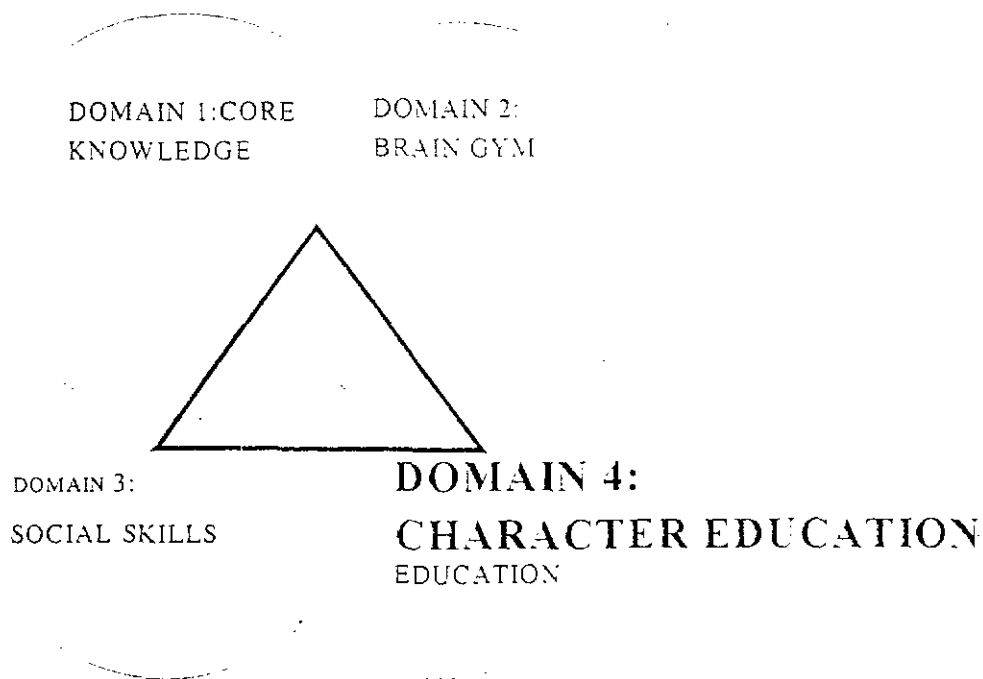 DOMAIN 1:CORE
KNOWLEDGE
DOMAIN 2:
BRAIN GYM
DOMAIN 3:
SOCIAL SKILLS
DOMAIN 4:
CHARACTER EDUCATION
EDUCATION